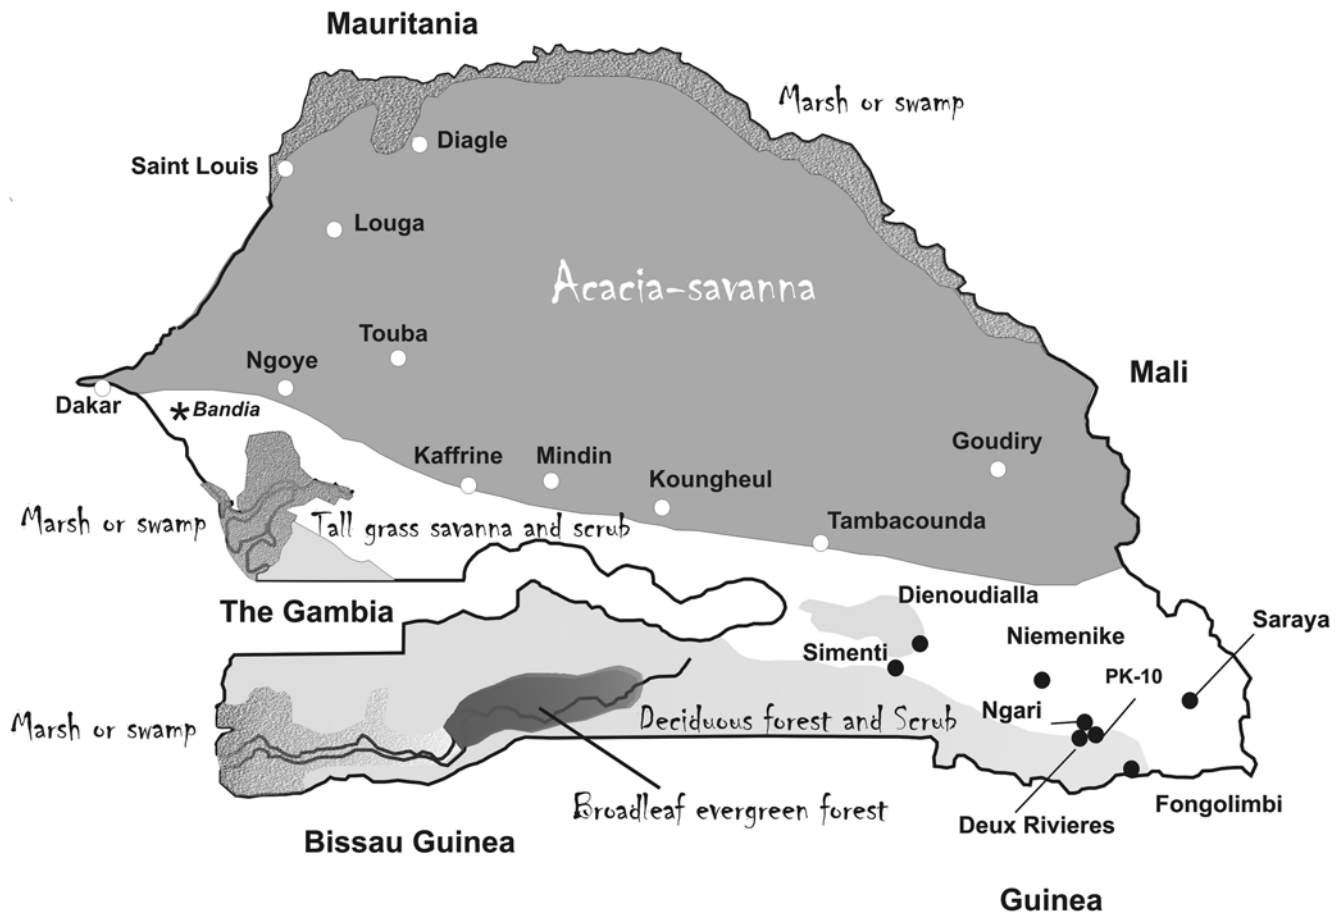 Mauritania
Marsh or swamp
Diagle
Saint Louis
Louga
Acacia-savanna
Touba
Ngoye
Mali
Dakar
* Bandia
Goudiry
Kaffrine
Mindin
Koungheul
Marsh or swamp
Tall grass savanna and scrub
Tambacounda
Dienoudialla
The Gambia
Saraya
Niemenike
Simenti
PK-10
Ngari
Marsh or swamp
Deciduous forest and Scrub
Broadleaf evergreen forest
Fongolimbi
Deux Rivieres
Bissau Guinea
Guinea